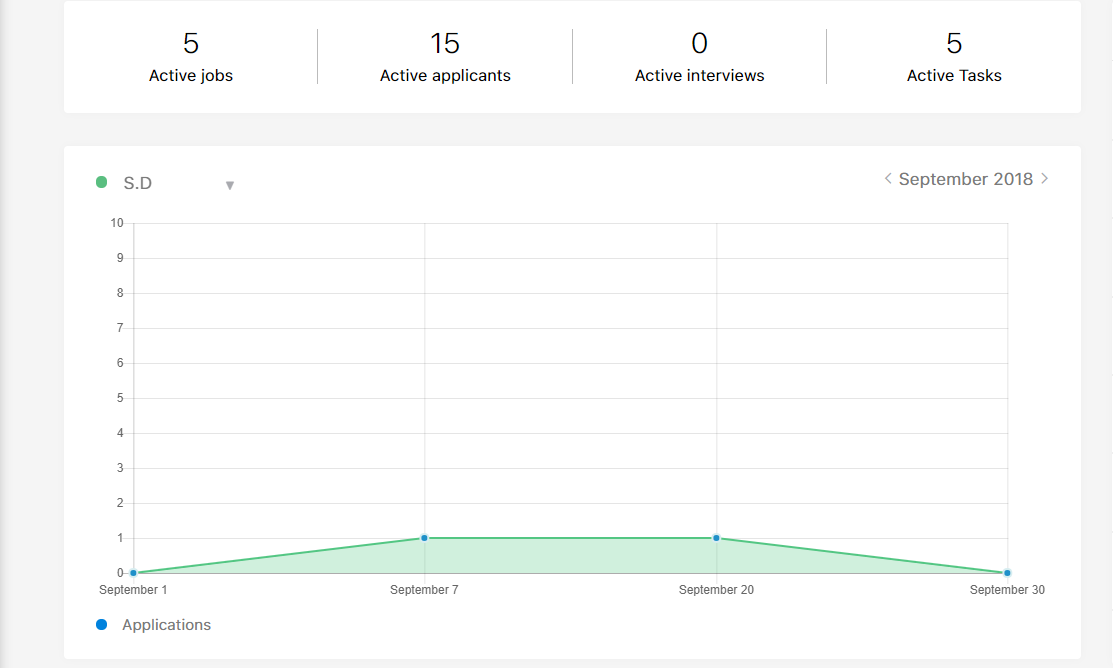 5
Active jobs
15
Active applicants
0
Active interviews
5
Active Tasks
S.D
September 2018
10
9
8
7
6
5
4
3
2
1
0
September 1
September 7
September 20
September 30
Applications